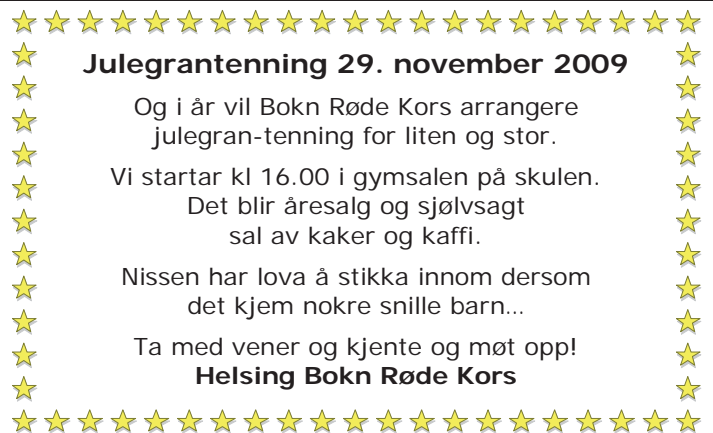 Julegrantenning 29. november 2009
Og i år vil Bokn Røde Kors arrangere
julegran-tenning for liten og stor.
Vi startar kl 16.00 i gymsalen på skulen.
Det blir åresalg og sjølvsagt
sal av kaker og kaffi.
Nissen har lova å stikka innom dersom
det kjem nokre snille barn...
Ta med vener og kjente og møt opp!
Helsing Bokn Røde Kors